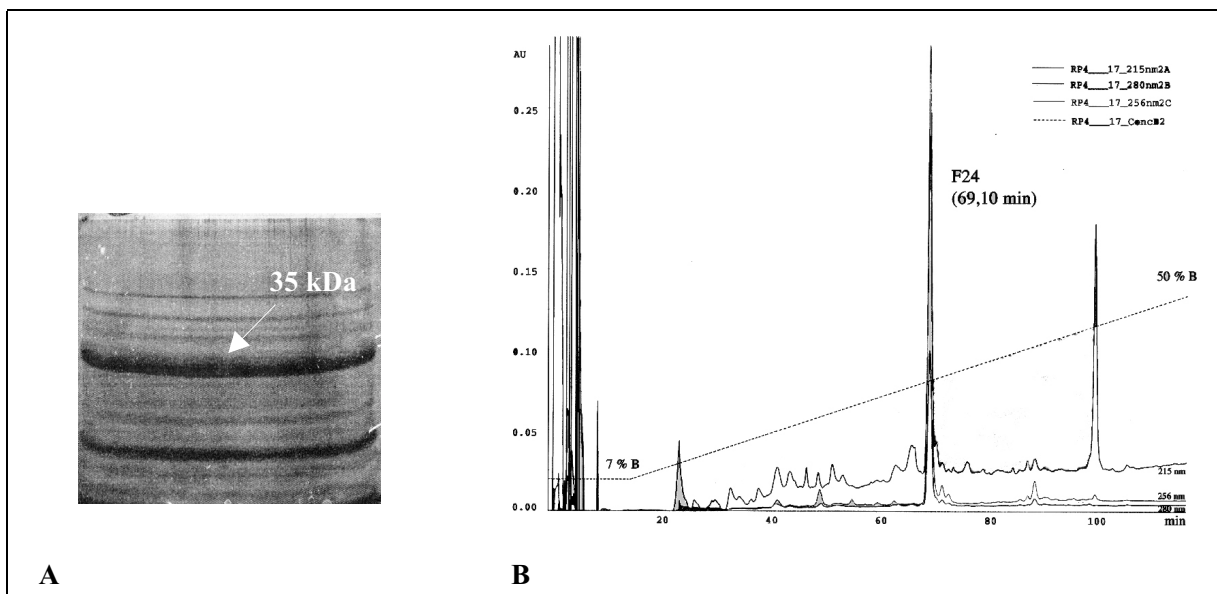 35 kDa
A
AU
0.25
0.20
0.15
0.10
0.05
0.00
RP4___17_215nm2A
RP4___17_280nm2B
RP4___17_256nm2C
RP4___17_ConcB2
F24
(69,10 min)
50 % B
7 % B
215 nm
256 nm
280 nm
20
40
60
80
100
min
B